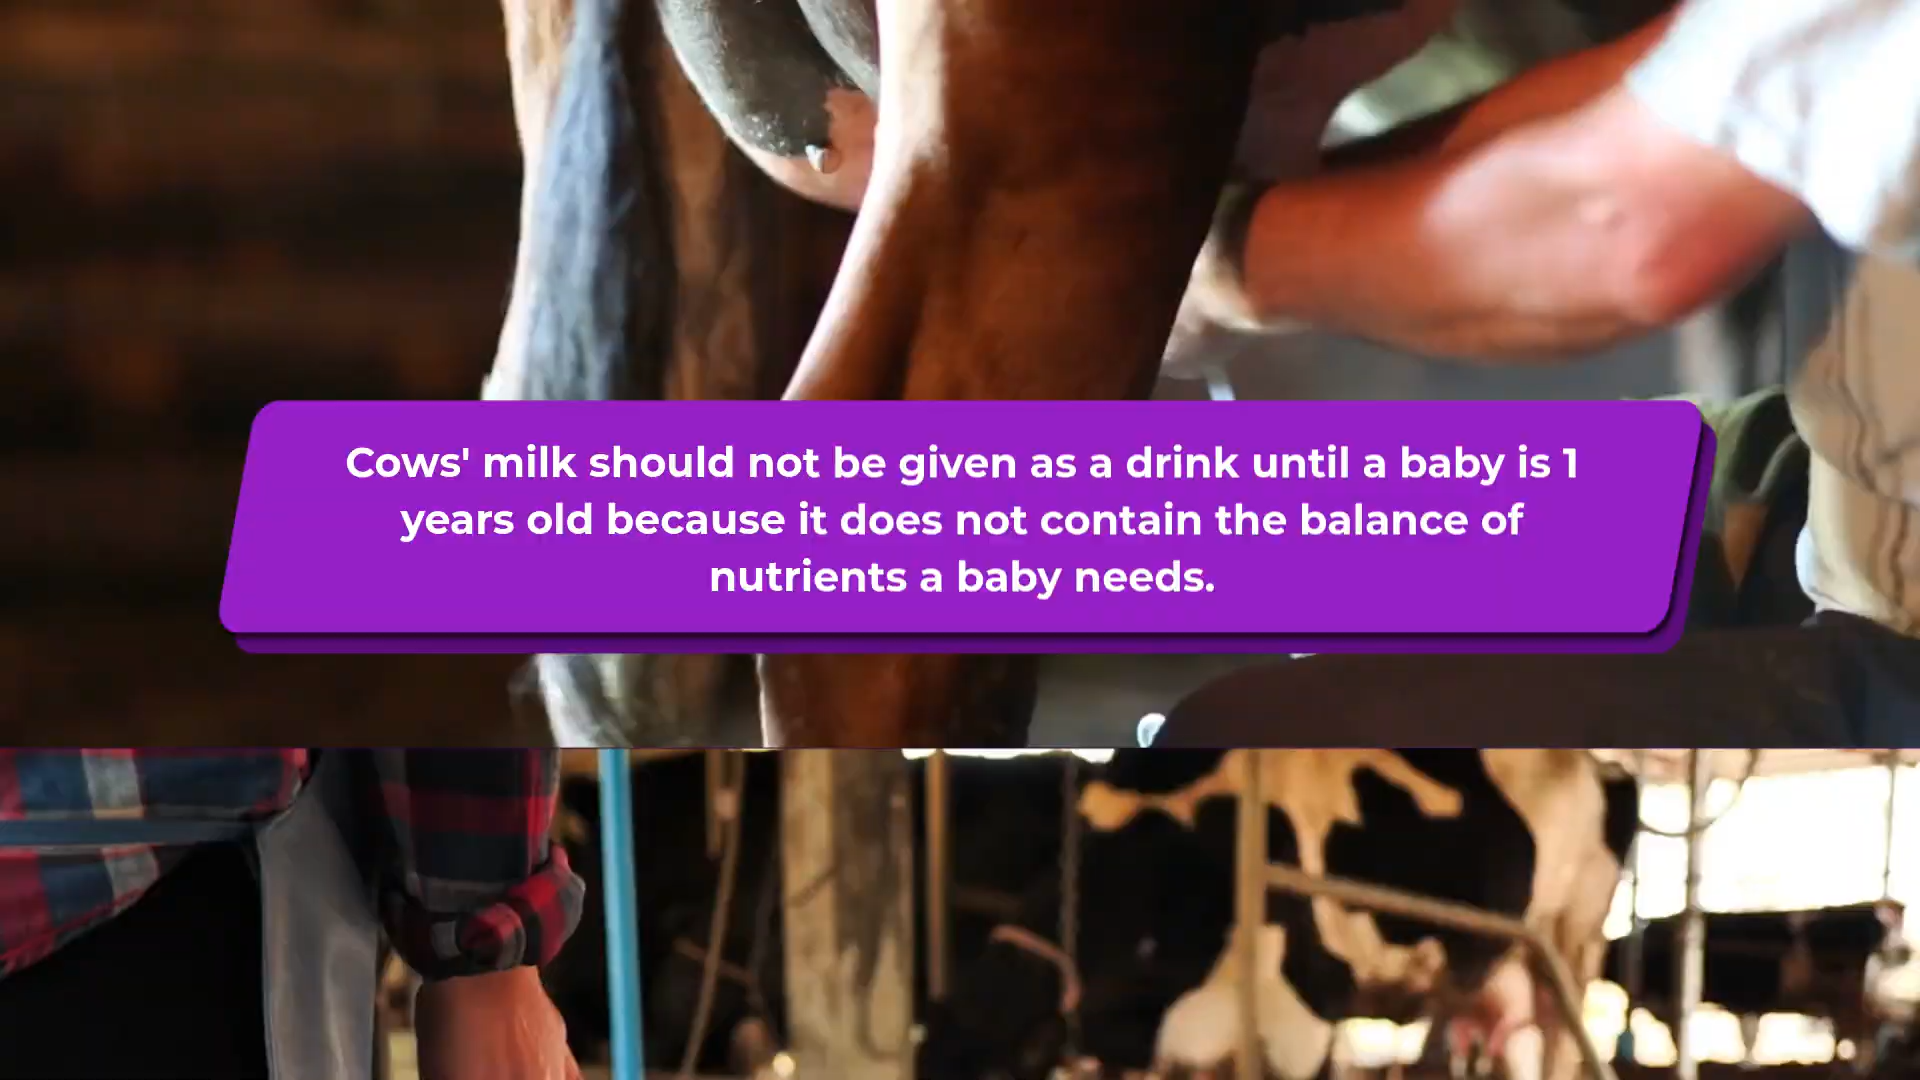 Cows' milk should not be given as a drink until a baby is 1
years old because it does not contain the balance of
nutrients a baby needs.